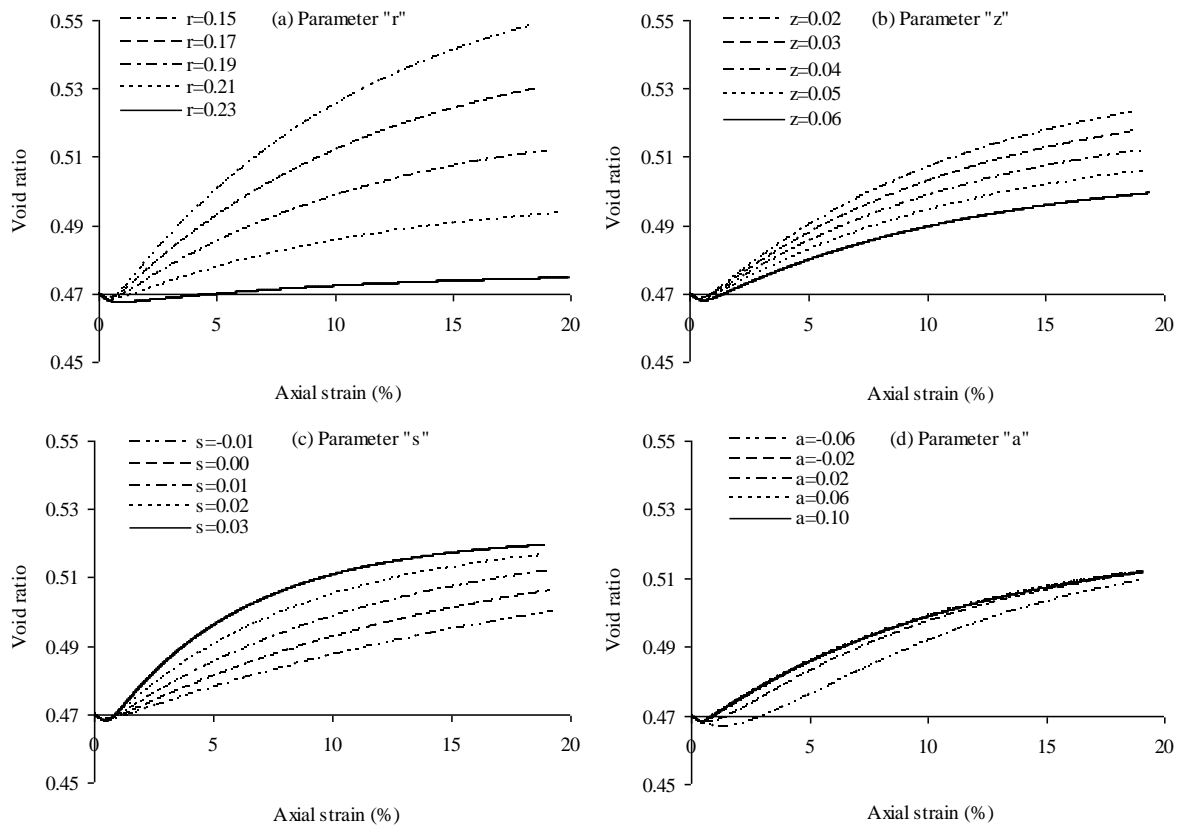 (a) Parameter "r"
r=0.15
r=0.17
r=0.19
r=0.21
r=0.23
0.55
0.53
0.51
0.49
0.47
0.45
Void ratio
0
5
10
15
20
Axial strain (%)
(b) Parameter "z"
z=0.02
z=0.03
z=0.04
z=0.05
z=0.06
0.55
0.53
0.51
0.49
0.47
0.45
Void ratio
0
5
10
15
20
Axial strain (%)
(c) Parameter "s"
s=-0.01
s=0.00
s=0.01
s=0.02
s=0.03
0.55
0.53
0.51
0.49
0.47
0.45
Void ratio
0
5
10
15
20
Axial strain (%)
(d) Parameter "a"
a=-0.06
a=-0.02
a=0.02
a=0.06
a=0.10
0.55
0.53
0.51
0.49
0.47
0.45
Void ratio
0
5
10
15
20
Axial strain (%)